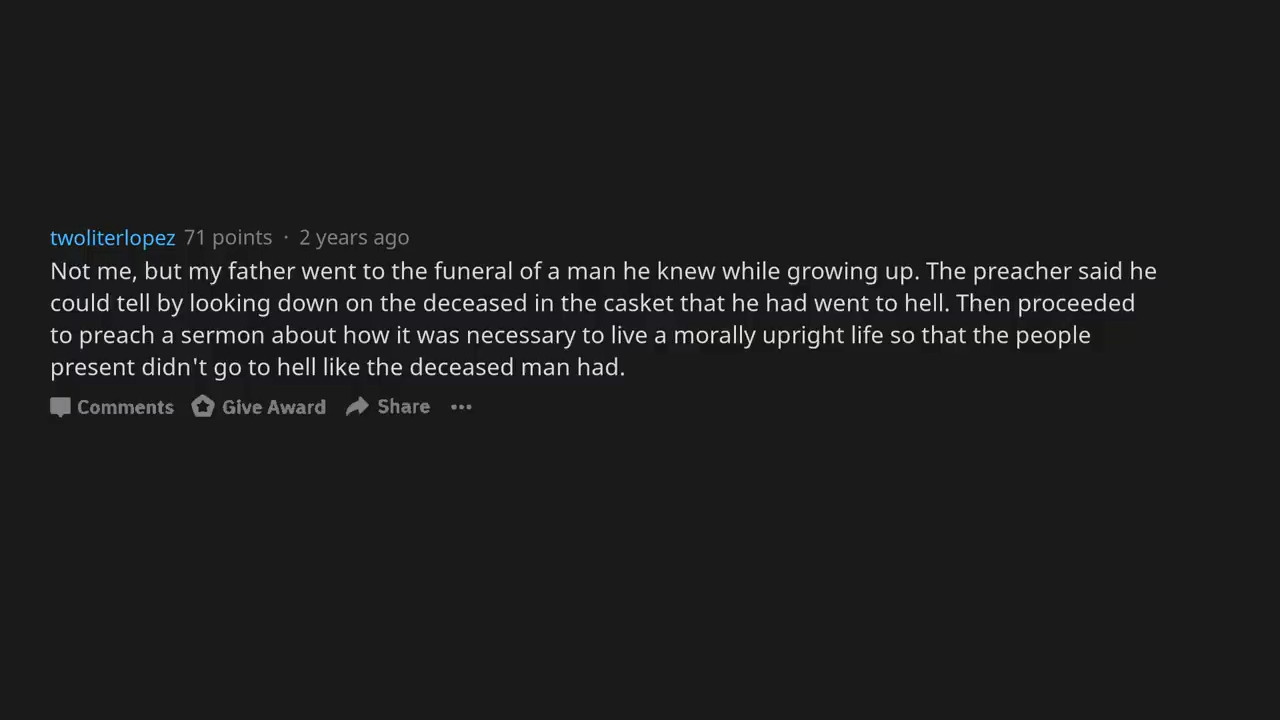 twoliterlopez 71 points · 2 years ago
Not me, but my father went to the funeral of a man he knew while growing up. The preacher said he
could tell by looking down on the deceased in the casket that he had went to hell. Then proceeded
to preach a sermon about how it was necessary to live a morally upright life so that the people
present didn't go to hell like the deceased man had.
Comments Give Award Share ···